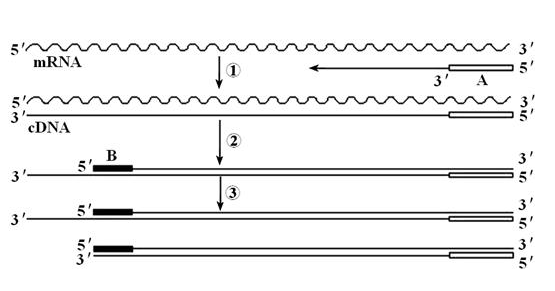 5′ 3′
mRNA ① 5′
3′ A
5′ 3′
3′ 5′
cDNA
②
B
5′ 3′
3′ 5′
③
5′ 3′
3′ 5′
5′ 3′
3′ 5′